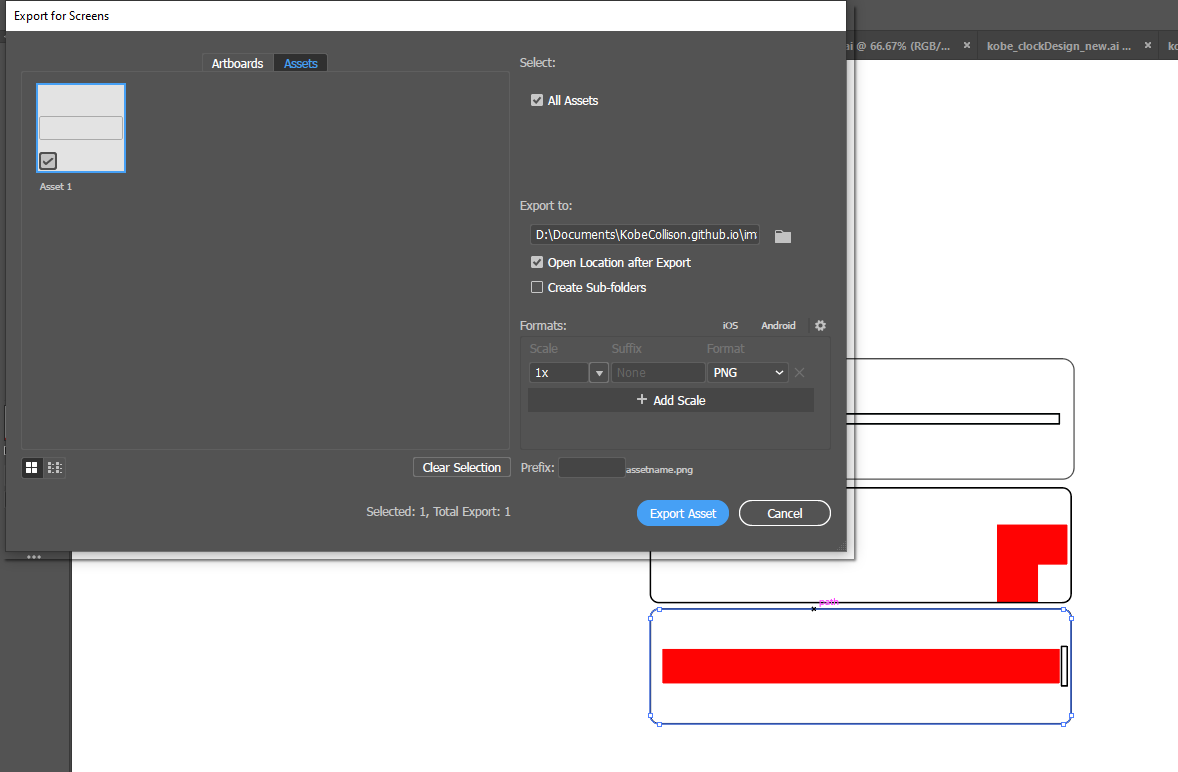 Export for Screens
ai @ 66.67% (RGB/... ×
kobe_clockDesign_new.ai ... ×
Artboards
Assets
Asset 1
Select:
All Assets
Export to:
D:\Documents\KobeCollison.github.io\im
Open Location after Export
Create Sub-folders
Formats:
iOS
Android
Scale
Suffix
Format
1x
None
PNG
+ Add Scale
Clear Selection
Prefix:
assetname.png
Selected: 1, Total Export: 1
Export Asset
Cancel
path